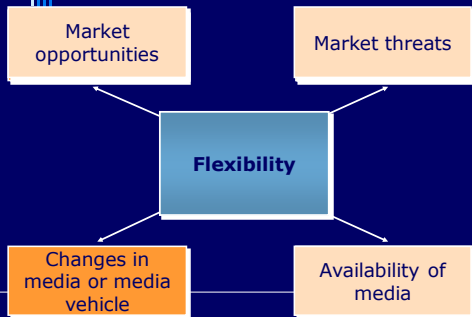 Market
opportunities
Market threats
Flexibility
Changes in
media or media
vehicle
Availability of
media